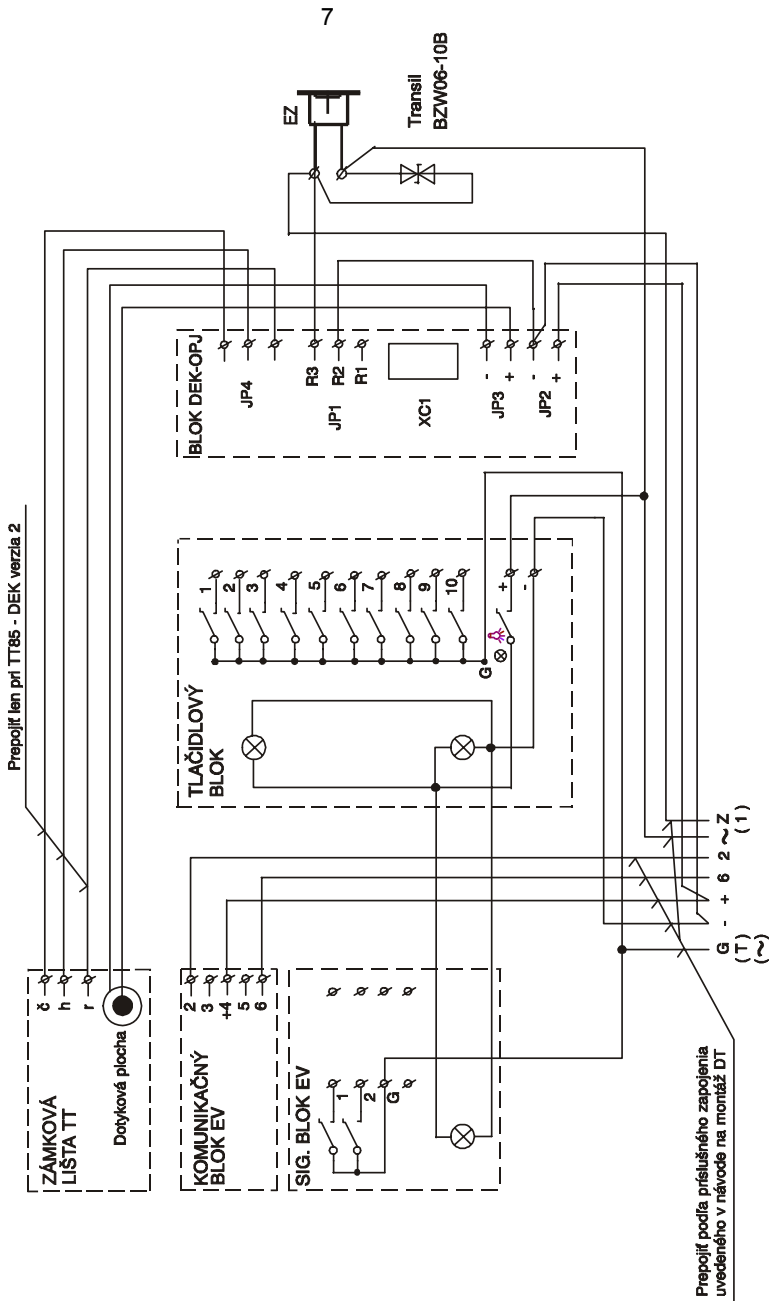 7
EZ
Transil
BZW06-10B
BLOK DEK-OPJ
JP4
R3
R2
R1
JP1
XC1
-
+
JP3
-
+
JP2
Prepojiť len pri TT85 - DEK verzia 2
TLAČIDLOVÝ
BLOK
1
2
3
4
5
6
7
8
9
10
G
+
-
ZÁMKOVÁ
LIŠTA TT
č
h
r
Dotyková plocha
KOMUNIKAČNÝ
BLOK EV
2
3
+4
5
6
SIG. BLOK EV
1
2
G
G - + 6 2 ~ Z
(T) (1)
(~)
Prepojiť podľa príslušného zapojenia
uvedeného v návode na montáž DT